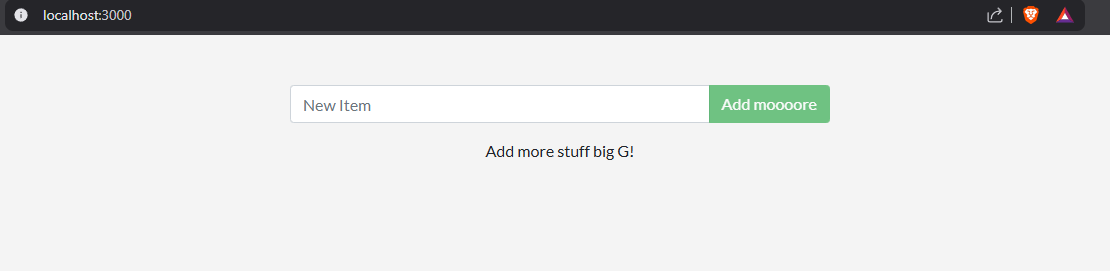 localhost:3000
New Item
Add moooore
Add more stuff big G!